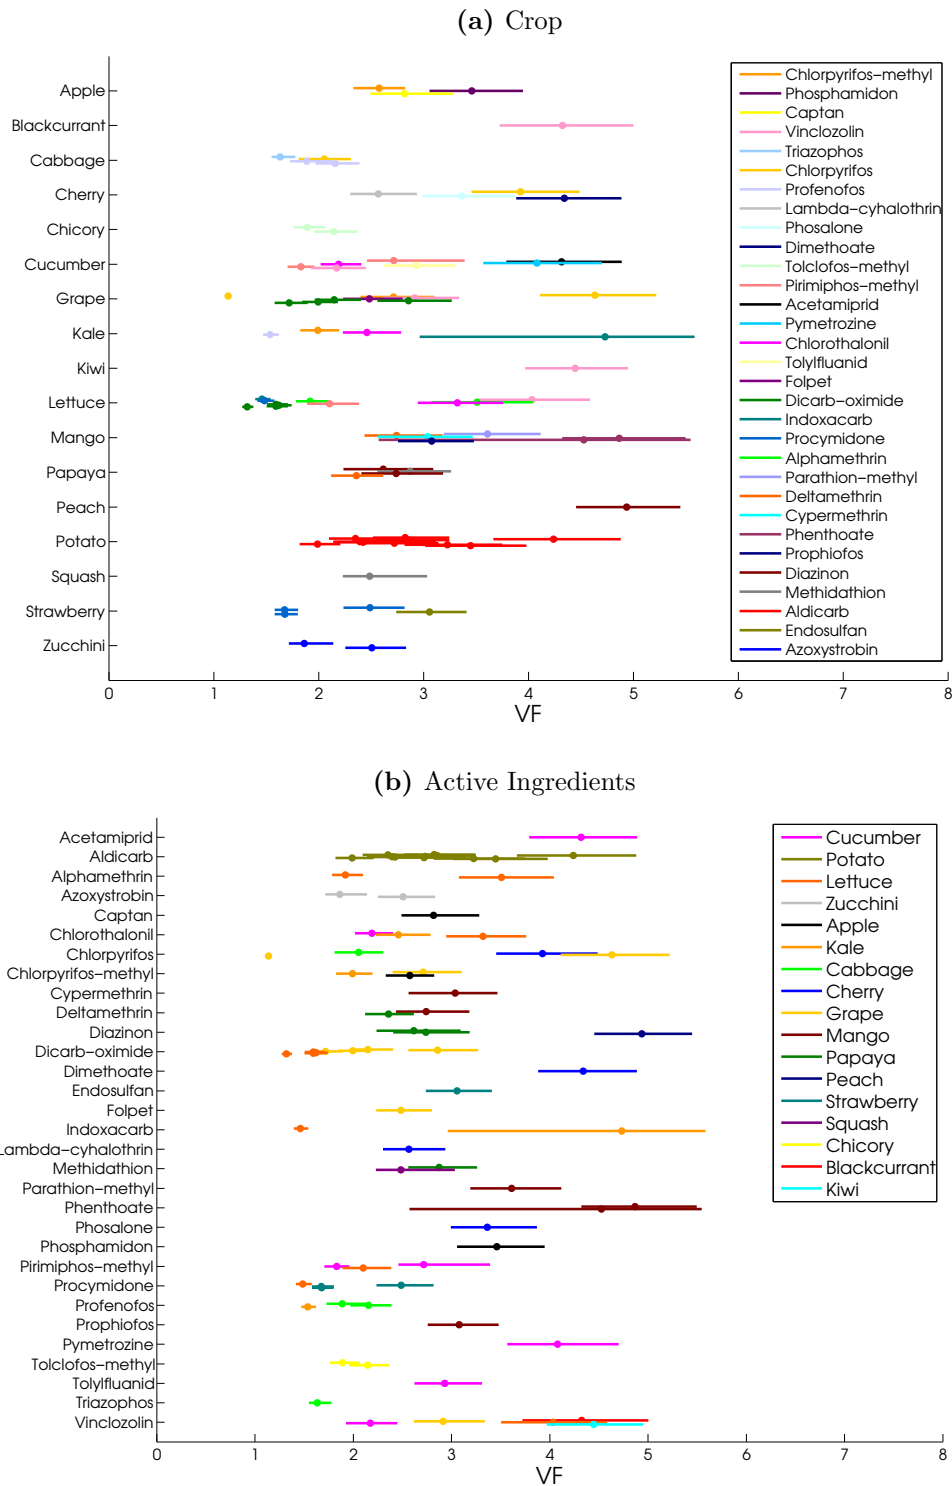 (a) Crop
Apple
Blackcurrant
Cabbage
Cherry
Chicory
Cucumber
Grape
Kale
Kiwi
Lettuce
Mango
Papaya
Peach
Potato
Squash
Strawberry
Zucchini
0 1 2 3 4 5 6 7 8
VF
Chlorpyrifos-methyl
Phosphamidon
Captan
Vinclozolin
Triazophos
Chlorpyrifos
Profenofos
Lambda-cyhalothrin
Phosalone
Dimethoate
Tolclofos-methyl
Pirimiphos-methyl
Acetamiprid
Pymetrozine
Chlorothalonil
Tolylfluanid
Folpet
Dicarb-oximide
Indoxacarb
Procymidone
Alphamethrin
Parathion-methyl
Deltamethrin
Cypermethrin
Phenthoate
Prophiofos
Diazinon
Methidathion
Aldicarb
Endosulfan
Azoxystrobin
(b) Active Ingredients
Acetamiprid
Aldicarb
Alphamethrin
Azoxystrobin
Captan
Chlorothalonil
Chlorpyrifos
Chlorpyrifos-methyl
Cypermethrin
Deltamethrin
Diazinon
Dicarb-oximide
Dimethoate
Endosulfan
Folpet
Indoxacarb
Lambda-cyhalothrin
Methidathion
Parathion-methyl
Phenthoate
Phosalone
Phosphamidon
Pirimiphos-methyl
Procymidone
Profenofos
Prophiofos
Pymetrozine
Tolclofos-methyl
Tolylfluanid
Triazophos
Vinclozolin
0 1 2 3 4 5 6 7 8
VF
Cucumber
Potato
Lettuce
Zucchini
Apple
Kale
Cabbage
Cherry
Grape
Mango
Papaya
Peach
Strawberry
Squash
Chicory
Blackcurrant
Kiwi